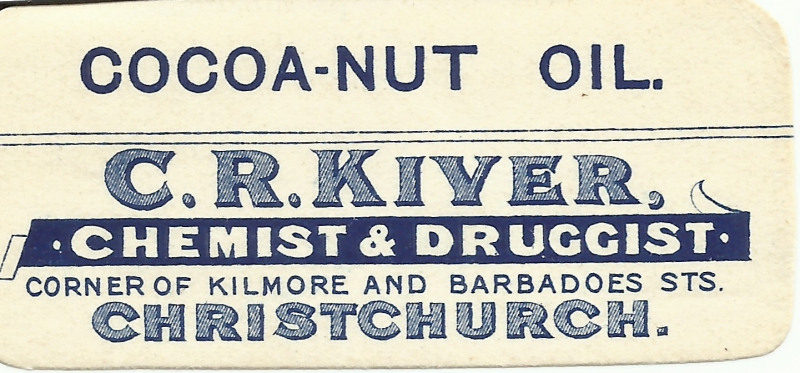 COCOA-NUT OIL.
C. R. KIVER,
·CHEMIST & DRUGGIST·
CORNER OF KILMORE AND BARBADOES STS.
CHRISTCHURCH.